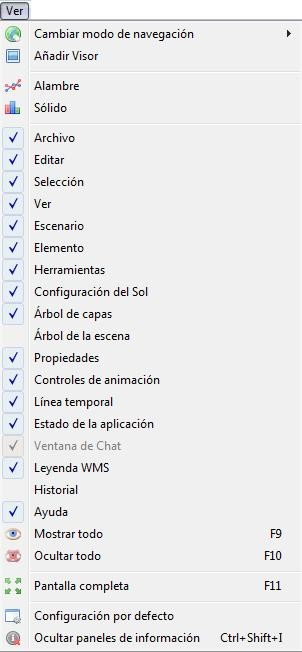 Ver
Cambiar modo de navegación
Añadir Visor
Alambre
Sólido
Archivo
Editar
Selección
Ver
Escenario
Elemento
Herramientas
Configuración del Sol
Árbol de capas
Árbol de la escena
Propiedades
Controles de animación
Línea temporal
Estado de la aplicación
Ventana de Chat
Leyenda WMS
Historial
Ayuda
Mostrar todo F9
Ocultar todo F10
Pantalla completa F11
Configuración por defecto
Ocultar paneles de información Ctrl+Shift+I